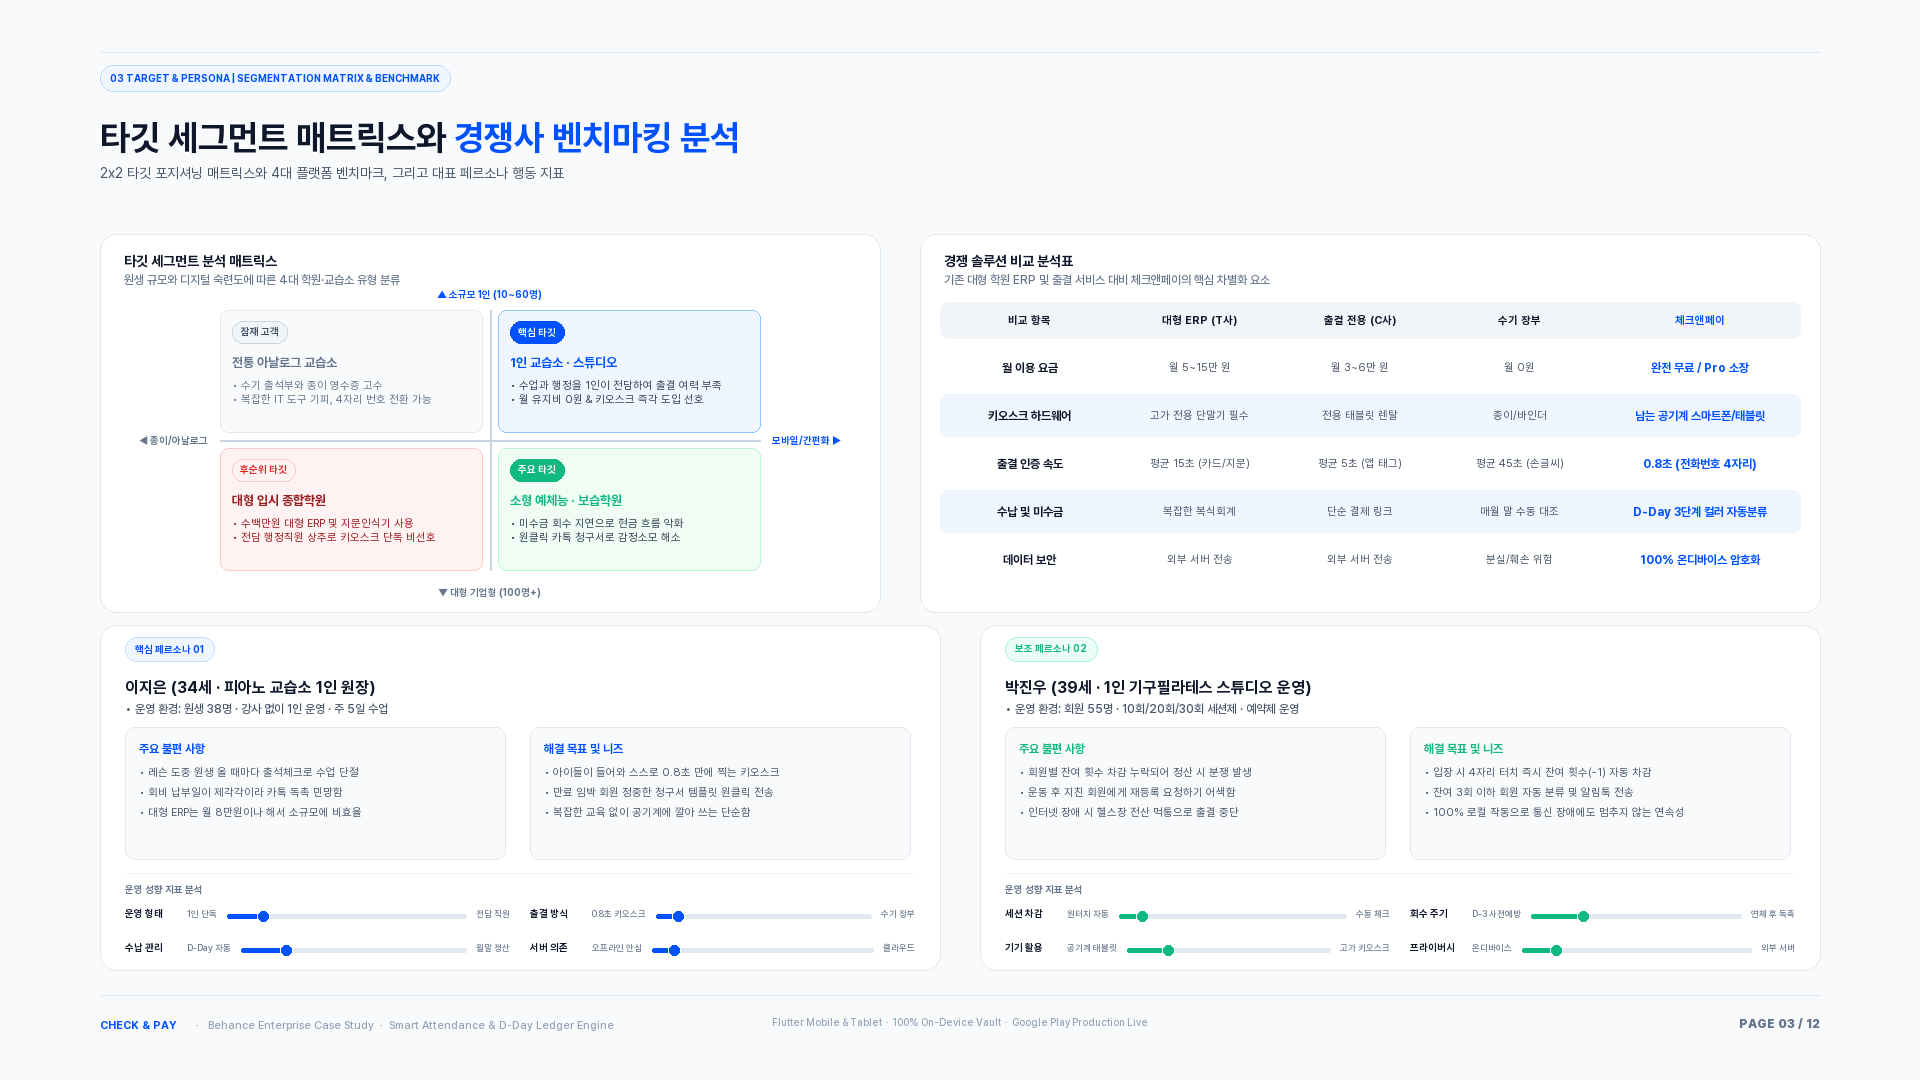 03 TARGET & PERSONA | SEGMENTATION MATRIX & BENCHMARK
타깃 세그먼트 매트릭스와 경쟁사 벤치마킹 분석
2x2 타깃 포지셔닝 매트릭스와 4대 플랫폼 벤치마크, 그리고 대표 페르소나 행동 지표
타깃 세그먼트 분석 매트릭스
원생 규모와 디지털 숙련도에 따른 4대 학원·교습소 유형 분류
▲ 소규모 1인 (10~60명)
잠재 고객
전통 아날로그 교습소
• 수기 출석부와 종이 영수증 고수
• 복잡한 IT 도구 기피, 4자리 번호 전환 가능
핵심 타깃
1인 교습소 · 스튜디오
• 수업과 행정을 1인이 전담하여 출결 여력 부족
• 월 유지비 0원 & 키오스크 즉각 도입 선호
◀ 종이/아날로그
모바일/간편화 ▶
후순위 타깃
대형 입시 종합학원
• 수백만원 대형 ERP 및 지문인식기 사용
• 전담 행정직원 상주로 키오스크 단독 비선호
주요 타깃
소형 예체능 · 보습학원
• 미수금 회수 지연으로 현금 흐름 악화
• 원클릭 카톡 청구서로 감정소모 해소
▼ 대형 기업형 (100명+)
경쟁 솔루션 비교 분석표
기존 대형 학원 ERP 및 출결 서비스 대비 체크앤페이의 핵심 차별화 요소
비교 항목 대형 ERP (T사) 출결 전용 (C사) 수기 장부 체크앤페이
월 이용 요금 월 5~15만 원 월 3~6만 원 월 0원 완전 무료 / Pro 소장
키오스크 하드웨어 고가 전용 단말기 필수 전용 태블릿 렌탈 종이/바인더 남는 공기계 스마트폰/태블릿
출결 인증 속도 평균 15초 (카드/지문) 평균 5초 (앱 태그) 평균 45초 (손글씨) 0.8초 (전화번호 4자리)
수납 및 미수금 복잡한 복식회계 단순 결제 링크 매월 말 수동 대조 D-Day 3단계 컬러 자동분류
데이터 보안 외부 서버 전송 외부 서버 전송 분실/훼손 위험 100% 온디바이스 암호화
핵심 페르소나 01
이지은 (34세 · 피아노 교습소 1인 원장)
• 운영 환경: 원생 38명 · 강사 없이 1인 운영 · 주 5일 수업
주요 불편 사항
• 레슨 도중 원생 올 때마다 출석체크로 수업 단절
• 회비 납부일이 제각각이라 카톡 독촉 민망함
• 대형 ERP는 월 8만원이나 해서 소규모에 비효율
해결 목표 및 니즈
• 아이들이 들어와 스스로 0.8초 만에 찍는 키오스크
• 만료 임박 회원 정중한 청구서 템플릿 원클릭 전송
• 복잡한 교육 없이 공기계에 깔아 쓰는 단순함
운영 성향 지표 분석
운영 형태 1인 단독 전담 직원
출결 방식 0.8초 키오스크 수기 장부
수납 관리 D-Day 자동 월말 정산
서버 의존 오프라인 안심 클라우드
보조 페르소나 02
박진우 (39세 · 1인 기구필라테스 스튜디오 운영)
• 운영 환경: 회원 55명 · 10회/20회/30회 세션제 · 예약제 운영
주요 불편 사항
• 회원별 잔여 횟수 차감 누락되어 정산 시 분쟁 발생
• 운동 후 지친 회원에게 재등록 요청하기 어색함
• 인터넷 장애 시 헬스장 전산 먹통으로 출결 중단
해결 목표 및 니즈
• 입장 시 4자리 터치 즉시 잔여 횟수(-1) 자동 차감
• 잔여 3회 이하 회원 자동 분류 및 알림톡 전송
• 100% 로컬 작동으로 통신 장애에도 멈추지 않는 연속성
운영 성향 지표 분석
세션 차감 원터치 자동 수동 체크
회수 주기 D-3 사전예방 연체 후 독촉
기기 활용 공기계 태블릿 고가 키오스크
프라이버시 온디바이스 외부 서버
CHECK & PAY · Behance Enterprise Case Study · Smart Attendance & D-Day Ledger Engine
Flutter Mobile & Tablet · 100% On-Device Vault · Google Play Production Live
PAGE 03 / 12